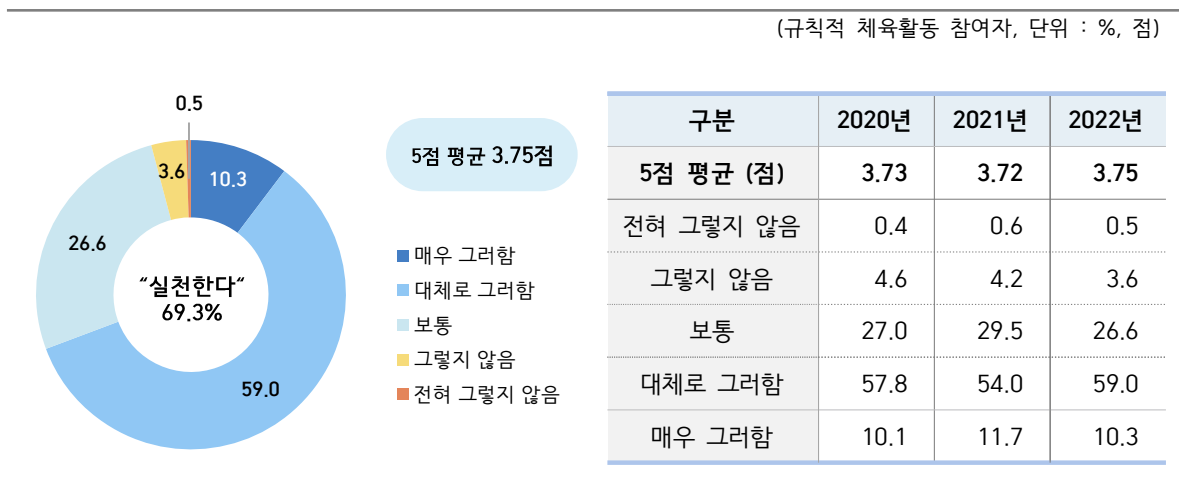 (규칙적 체육활동 참여자, 단위 : %, 점)
0.5
3.6
10.3
26.6
59.0
“실천한다“
69.3%
5점 평균 3.75점
매우 그러함
대체로 그러함
보통
그렇지 않음
전혀 그렇지 않음
구분 2020년 2021년 2022년
5점 평균 (점) 3.73 3.72 3.75
전혀 그렇지 않음 0.4 0.6 0.5
그렇지 않음 4.6 4.2 3.6
보통 27.0 29.5 26.6
대체로 그러함 57.8 54.0 59.0
매우 그러함 10.1 11.7 10.3